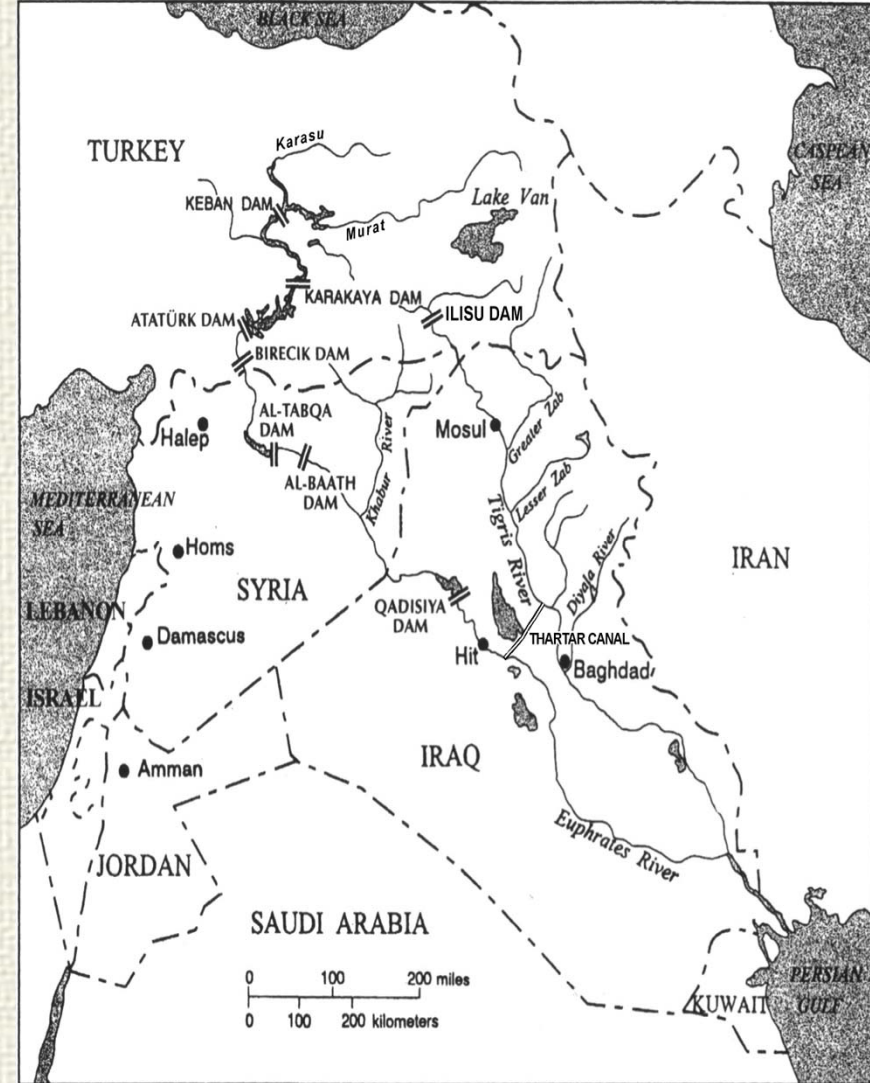 BLACK SEA
TURKEY
Karasu
CASPEAN
SEA
KEBAN DAM
Lake Van
Murat
KARAKAYA DAM
ILISU DAM
ATATÜRK DAM
BIRECIK DAM
AL-TABQA
DAM
Halep
Mosul
Greater Zab
River
Khabur
AL-BAATH
DAM
Lesser Zab
MEDITERRANEAN
SEA
Tigris River
Homs
IRAN
SYRIA
Diyala River
LEBANON
QADISIYA
DAM
Damascus
THARTAR CANAL
Hit
Baghdad
ISRAEL
IRAQ
Amman
Euphrates River
JORDAN
SAUDI ARABIA
0 100 200 miles
0 100 200 kilometers
PERSIAN
GULF
KUWAIT